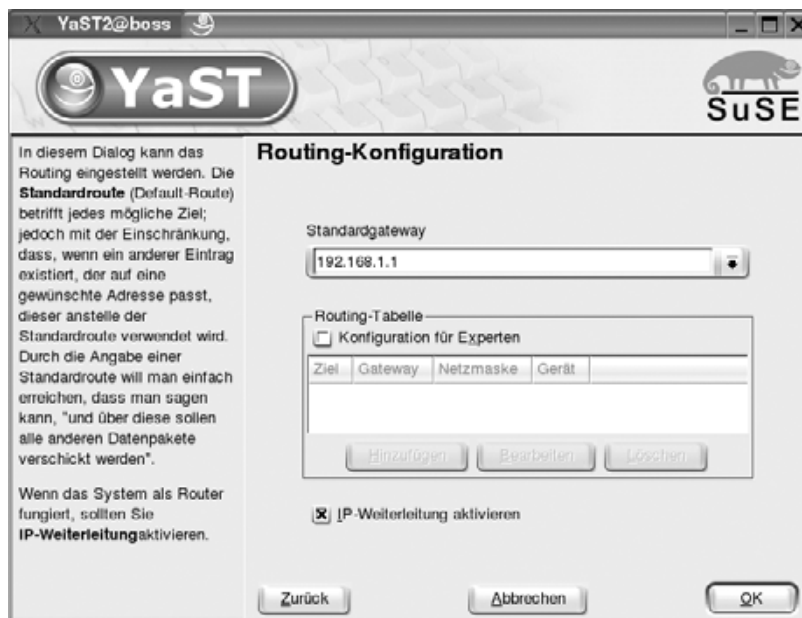 YaST2@boss
YaST
SuSE
In diesem Dialog kann das
Routing eingestellt werden. Die
Standardroute (Default-Route)
betrifft jedes mögliche Ziel;
jedoch mit der Einschränkung,
dass, wenn ein anderer Eintrag
existiert, der auf eine
gewünschte Adresse passt,
dieser anstelle der
Standardroute verwendet wird.
Durch die Angabe einer
Standardroute will man einfach
erreichen, dass man sagen
kann, "und über diese sollen
alle anderen Datenpakete
verschickt werden".
Wenn das System als Router
fungiert, sollten Sie
IP-Weiterleitungaktivieren.
Routing-Konfiguration
Standardgateway
192.168.1.1
Routing-Tabelle
Konfiguration für Experten
Ziel Gateway Netzmaske Gerät
Hinzufügen Bearbeiten Löschen
IP-Weiterleitung aktivieren
Zurück Abbrechen OK